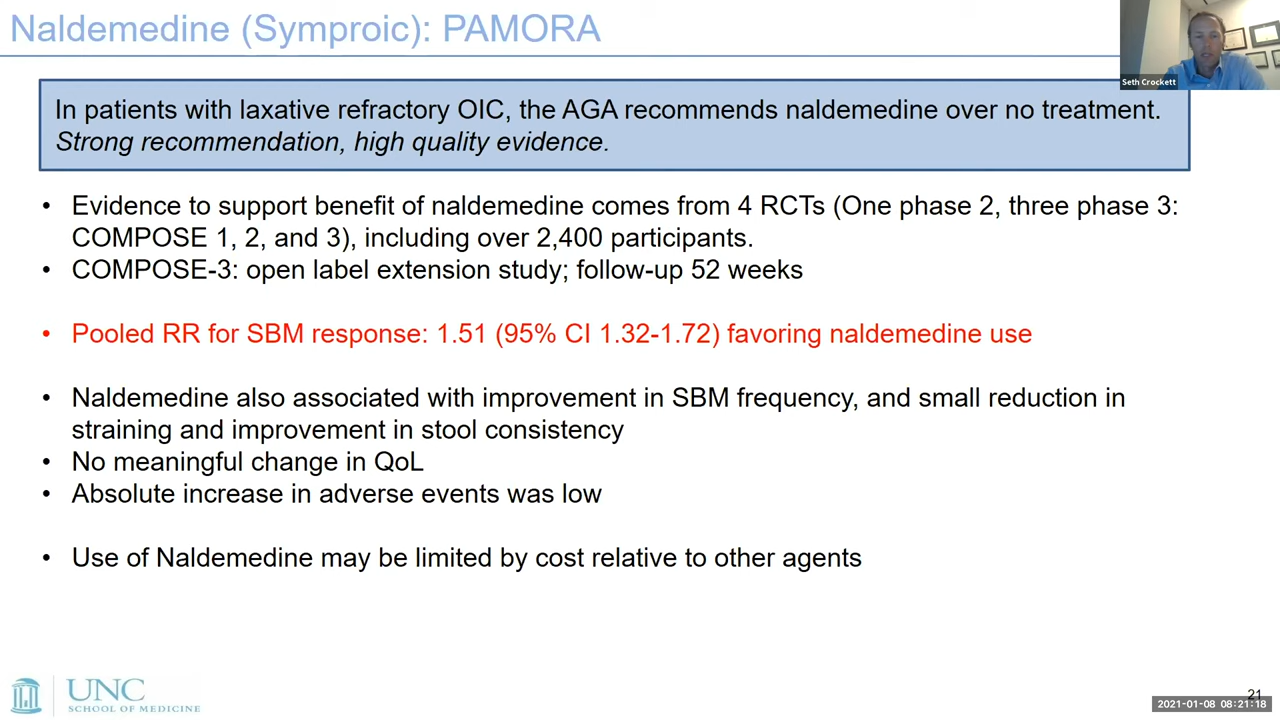 Naldemedine (Symproic): PAMORA
Seth Crockett
In patients with laxative refractory OIC, the AGA recommends naldemedine over no treatment.
Strong recommendation, high quality evidence.
• Evidence to support benefit of naldemedine comes from 4 RCTs (One phase 2, three phase 3:
COMPOSE 1, 2, and 3), including over 2,400 participants.
• COMPOSE-3: open label extension study; follow-up 52 weeks
• Pooled RR for SBM response: 1.51 (95% CI 1.32-1.72) favoring naldemedine use
• Naldemedine also associated with improvement in SBM frequency, and small reduction in
straining and improvement in stool consistency
• No meaningful change in QoL
• Absolute increase in adverse events was low
• Use of Naldemedine may be limited by cost relative to other agents
UNC
SCHOOL OF MEDICINE
21
2021-01-08 08:21:18